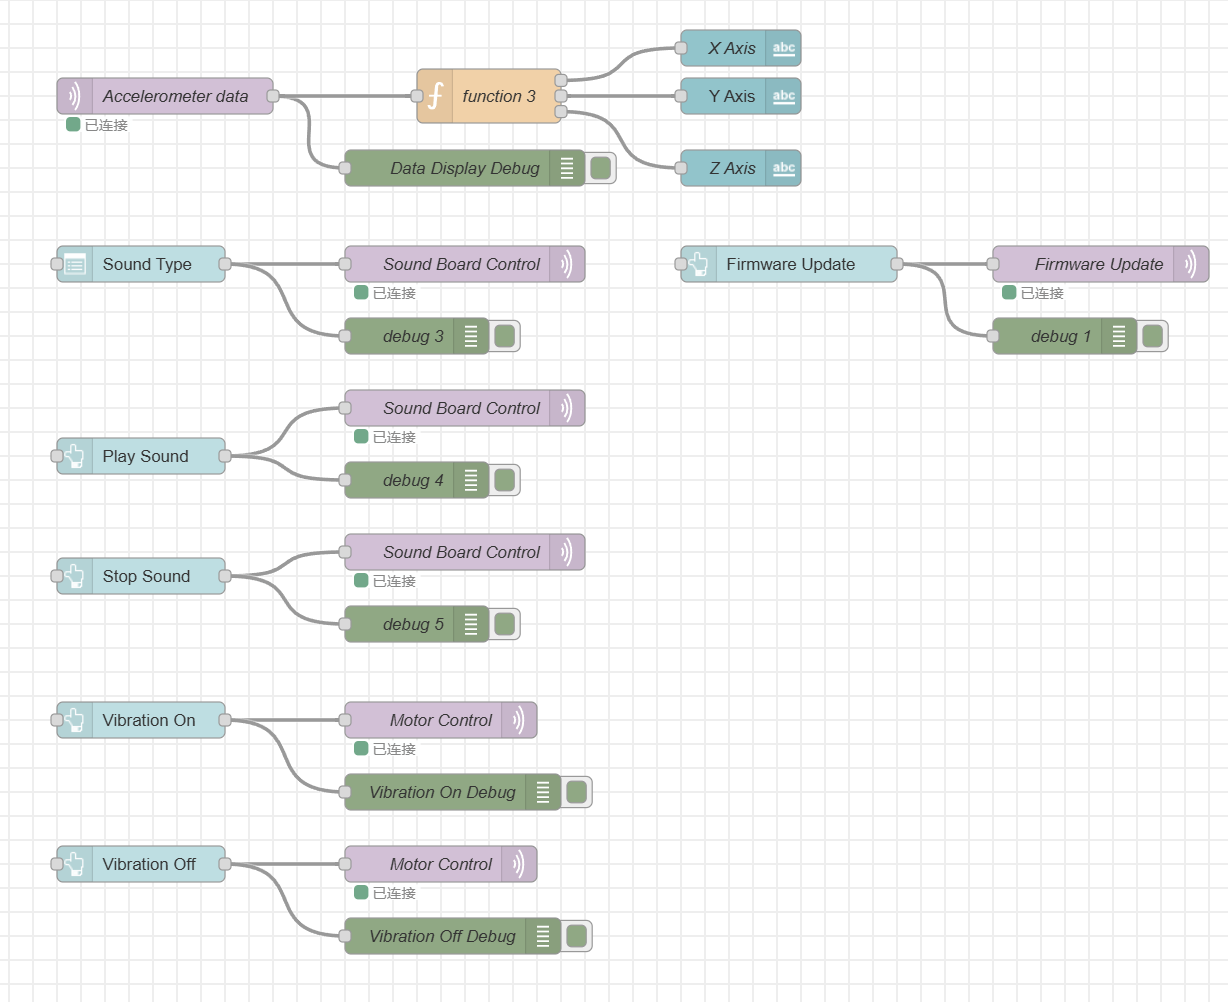 X Axis abc
Accelerometer data
function 3
Y Axis abc
已连接
Data Display Debug
Z Axis abc
Sound Type
Sound Board Control
已连接
debug 3
Firmware Update
Firmware Update
已连接
debug 1
Play Sound
Sound Board Control
已连接
debug 4
Stop Sound
Sound Board Control
已连接
debug 5
Vibration On
Motor Control
已连接
Vibration On Debug
Vibration Off
Motor Control
已连接
Vibration Off Debug